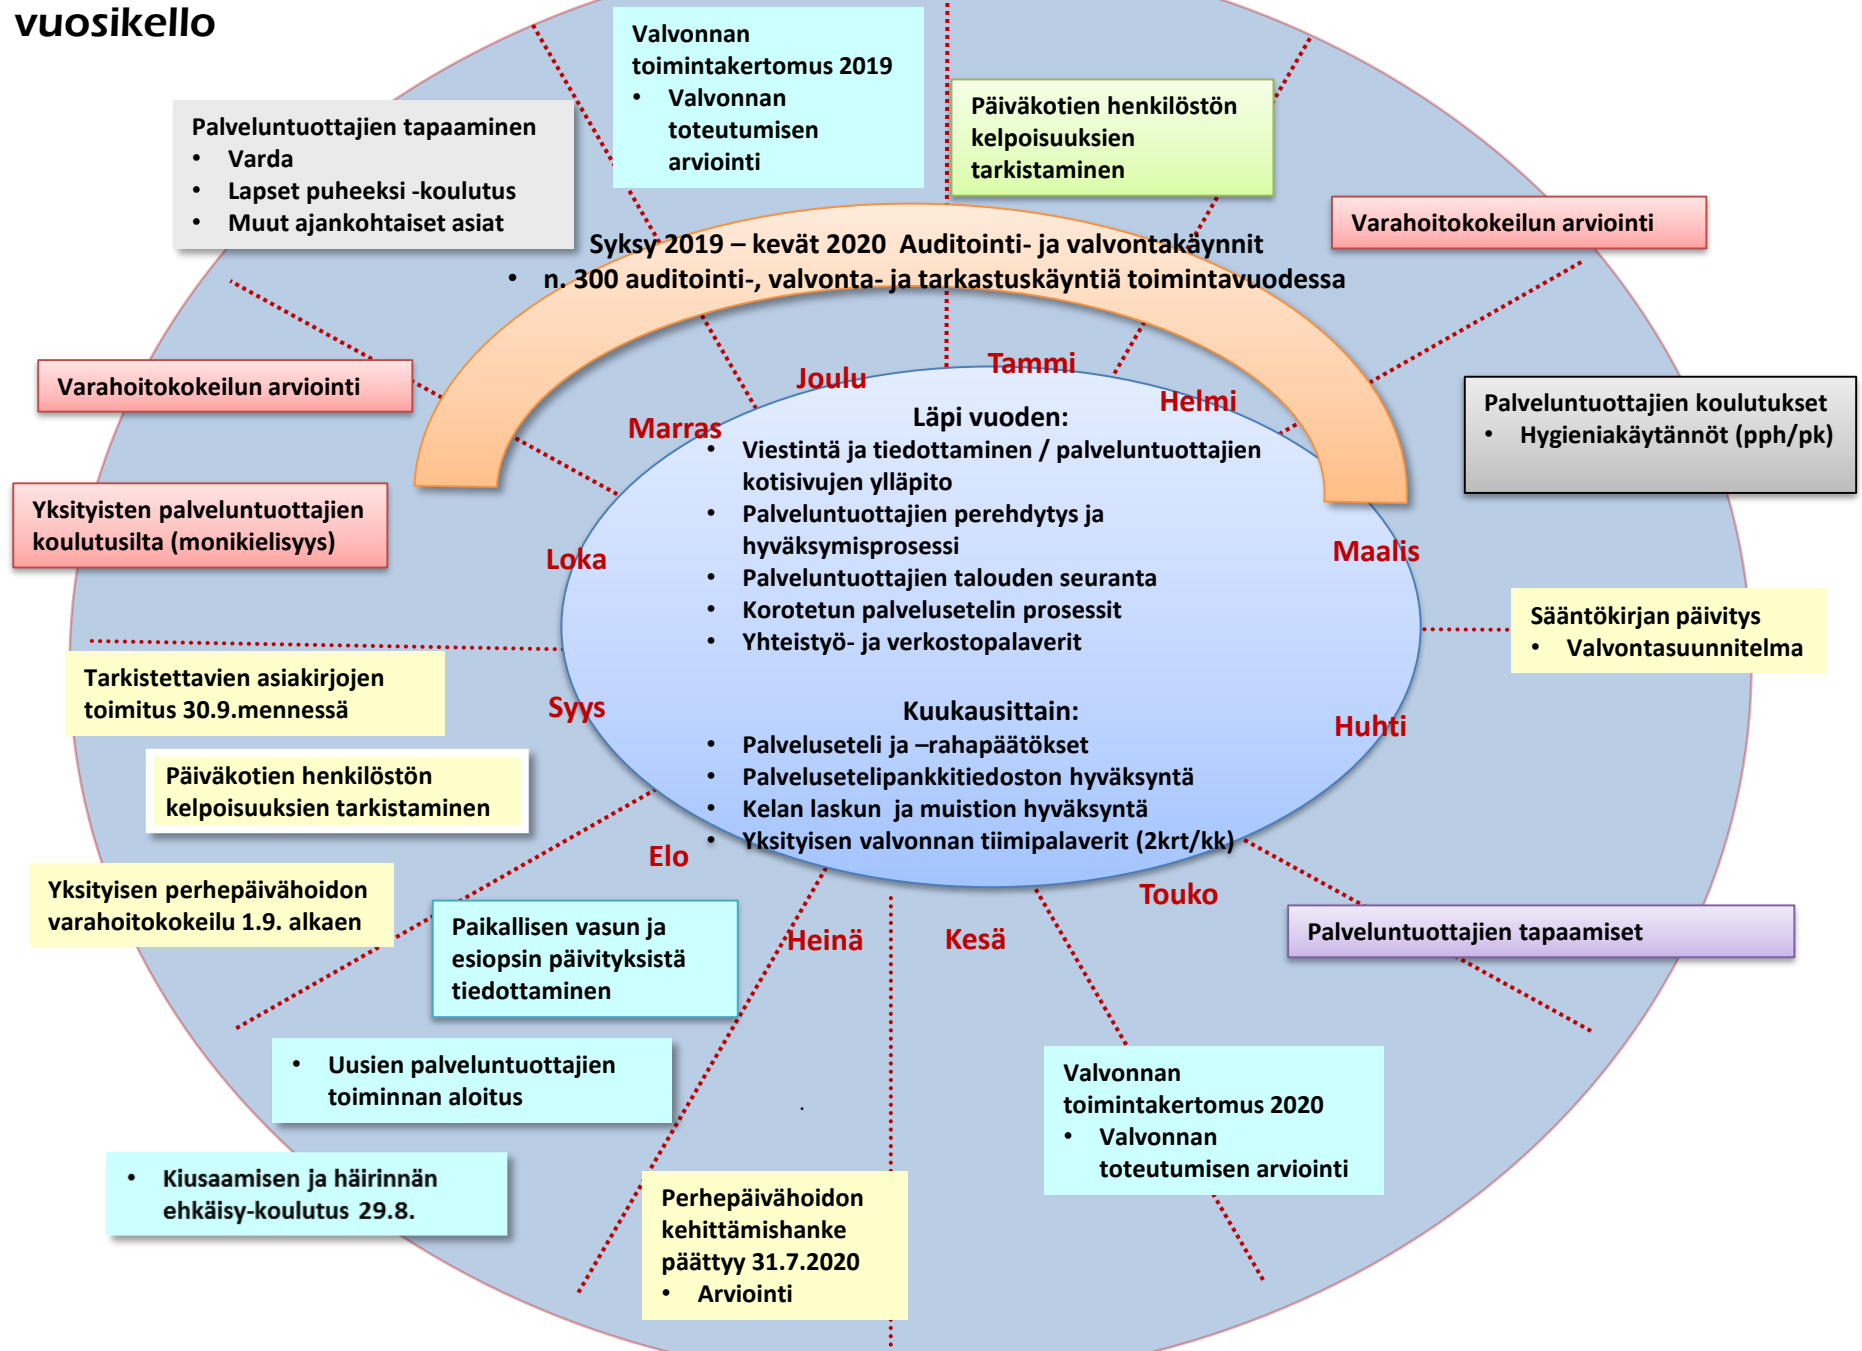 vuosikello
Valvonnan
toimintakertomus 2019
• Valvonnan
toteutumisen
arviointi
Päiväkotien henkilöstön
kelpoisuuksien
tarkistaminen
Palveluntuottajien tapaaminen
• Varda
• Lapset puheeksi -koulutus
• Muut ajankohtaiset asiat
Varahoitokokeilun arviointi
Syksy 2019 – kevät 2020  Auditointi- ja valvontakäynnit
• n. 300 auditointi-, valvonta- ja tarkastuskäyntiä toimintavuodessa
Varahoitokokeilun arviointi
Joulu
Tammi
Helmi
Marras
Palveluntuottajien koulutukset
• Hygieniakäytännöt (pph/pk)
Läpi vuoden:
• Viestintä ja tiedottaminen / palveluntuottajien
kotisivujen ylläpito
• Palveluntuottajien perehdytys ja
hyväksymisprosessi
• Palveluntuottajien talouden seuranta
• Korotetun palvelusetelin prosessit
• Yhteistyö- ja verkostopalaverit
Yksityisten palveluntuottajien
koulutusilta (monikielisyys)
Loka
Maalis
Sääntökirjan päivitys
• Valvontasuunnitelma
Tarkistettavien asiakirjojen
toimitus 30.9.mennessä
Syys
Huhti
Kuukausittain:
• Palveluseteli ja –rahapäätökset
• Palvelusetelipankkitiedoston hyväksyntä
• Kelan laskun  ja muistion hyväksyntä
• Yksityisen valvonnan tiimipalaverit (2krt/kk)
Päiväkotien henkilöstön
kelpoisuuksien tarkistaminen
Elo
Touko
Yksityisen perhepäivähoidon
varahoitokokeilu 1.9. alkaen
Heinä
Kesä
Paikallisen vasun ja
esiopsin päivityksistä
tiedottaminen
Palveluntuottajien tapaamiset
• Uusien palveluntuottajien
toiminnan aloitus
.
Valvonnan
toimintakertomus 2020
• Valvonnan
toteutumisen arviointi
• Kiusaamisen ja häirinnän
ehkäisy-koulutus 29.8.
Perhepäivähoidon
kehittämishanke
päättyy 31.7.2020
• Arviointi